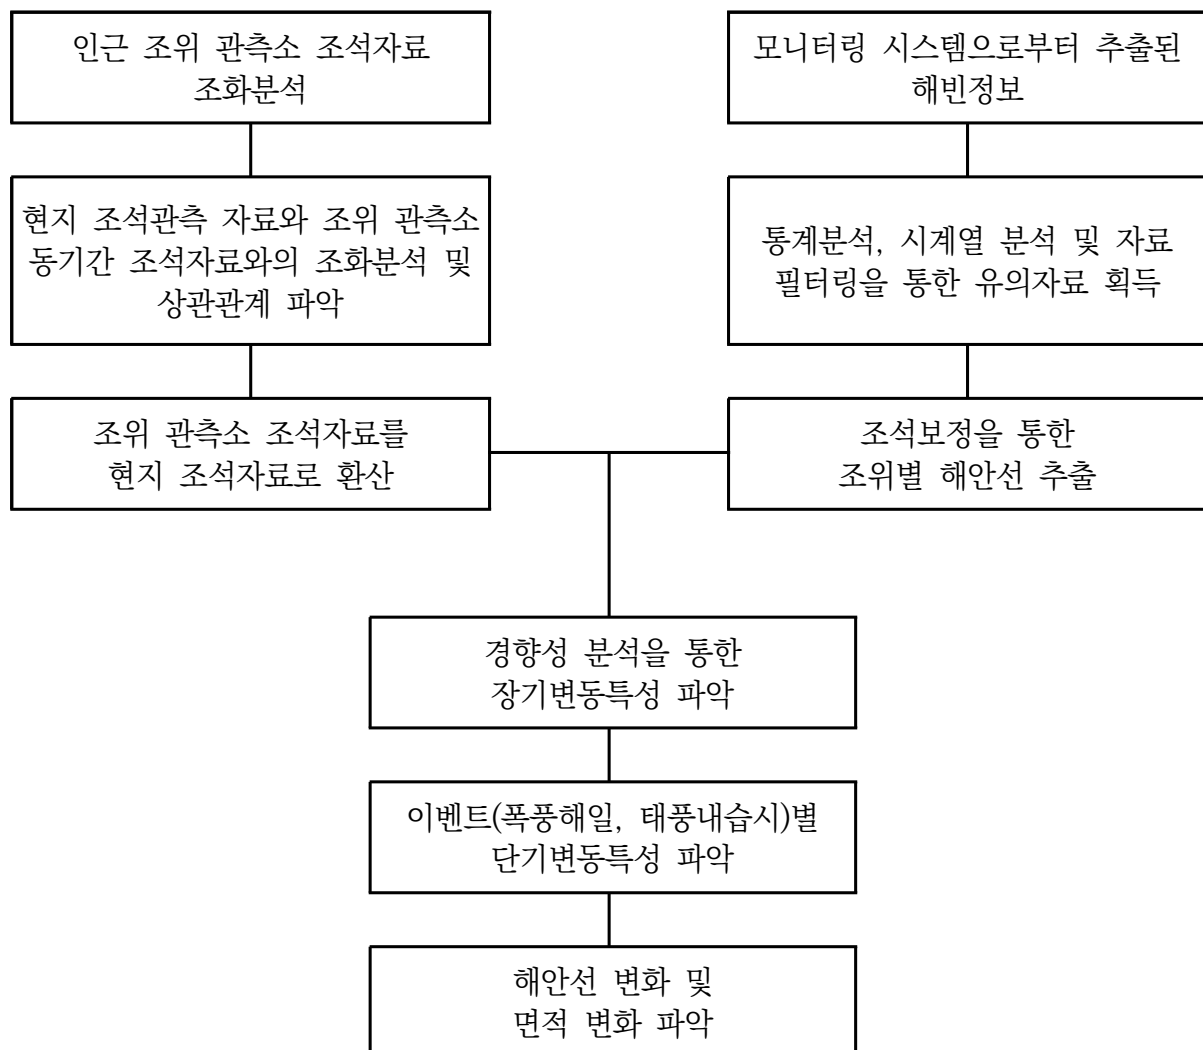 인근 조위 관측소 조석자료
조화분석
현지 조석관측 자료와 조위 관측소
동기간 조석자료와의 조화분석 및
상관관계 파악
조위 관측소 조석자료를
현지 조석자료로 환산
모니터링 시스템으로부터 추출된
해빈정보
통계분석, 시계열 분석 및 자료
필터링을 통한 유의자료 획득
조석보정을 통한
조위별 해안선 추출
경향성 분석을 통한
장기변동특성 파악
이벤트(폭풍해일, 태풍내습시)별
단기변동특성 파악
해안선 변화 및
면적 변화 파악